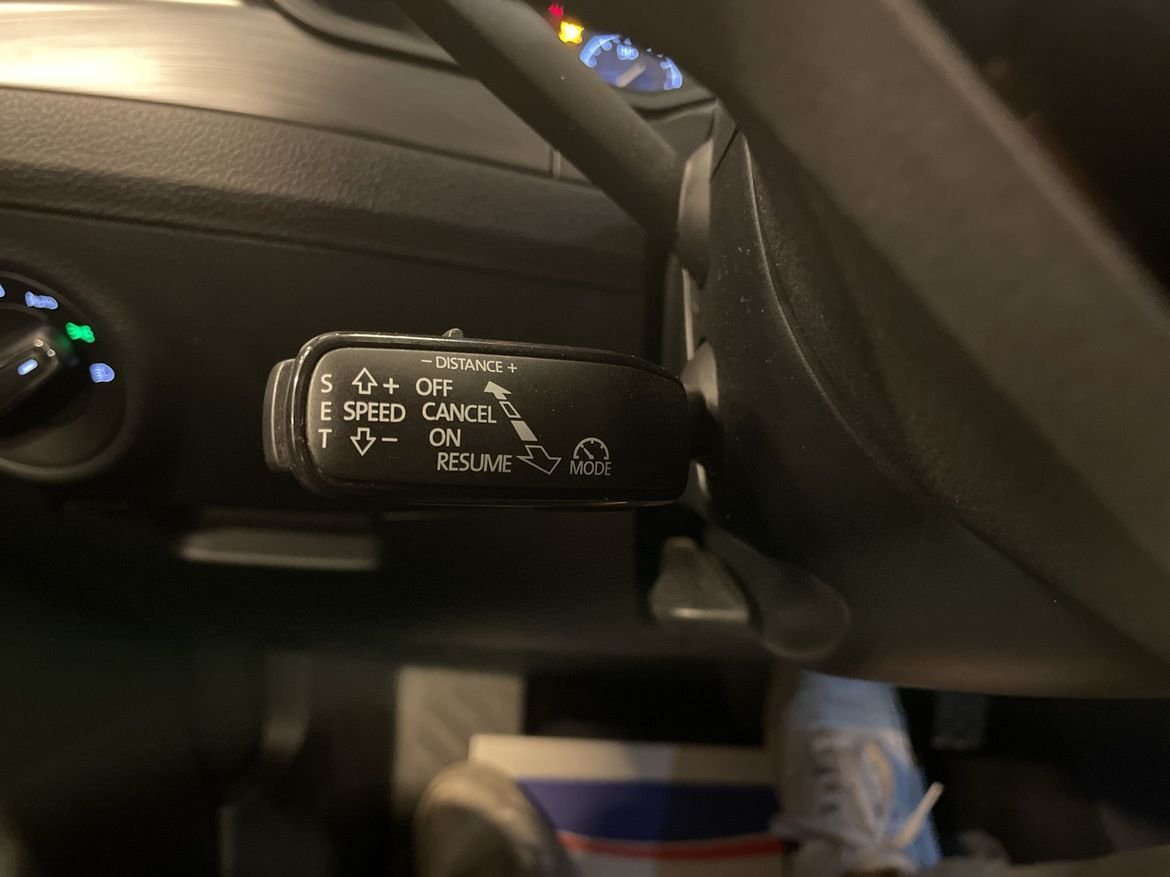 - DISTANCE +
S + OFF
E SPEED CANCEL
T - ON
RESUME MODE